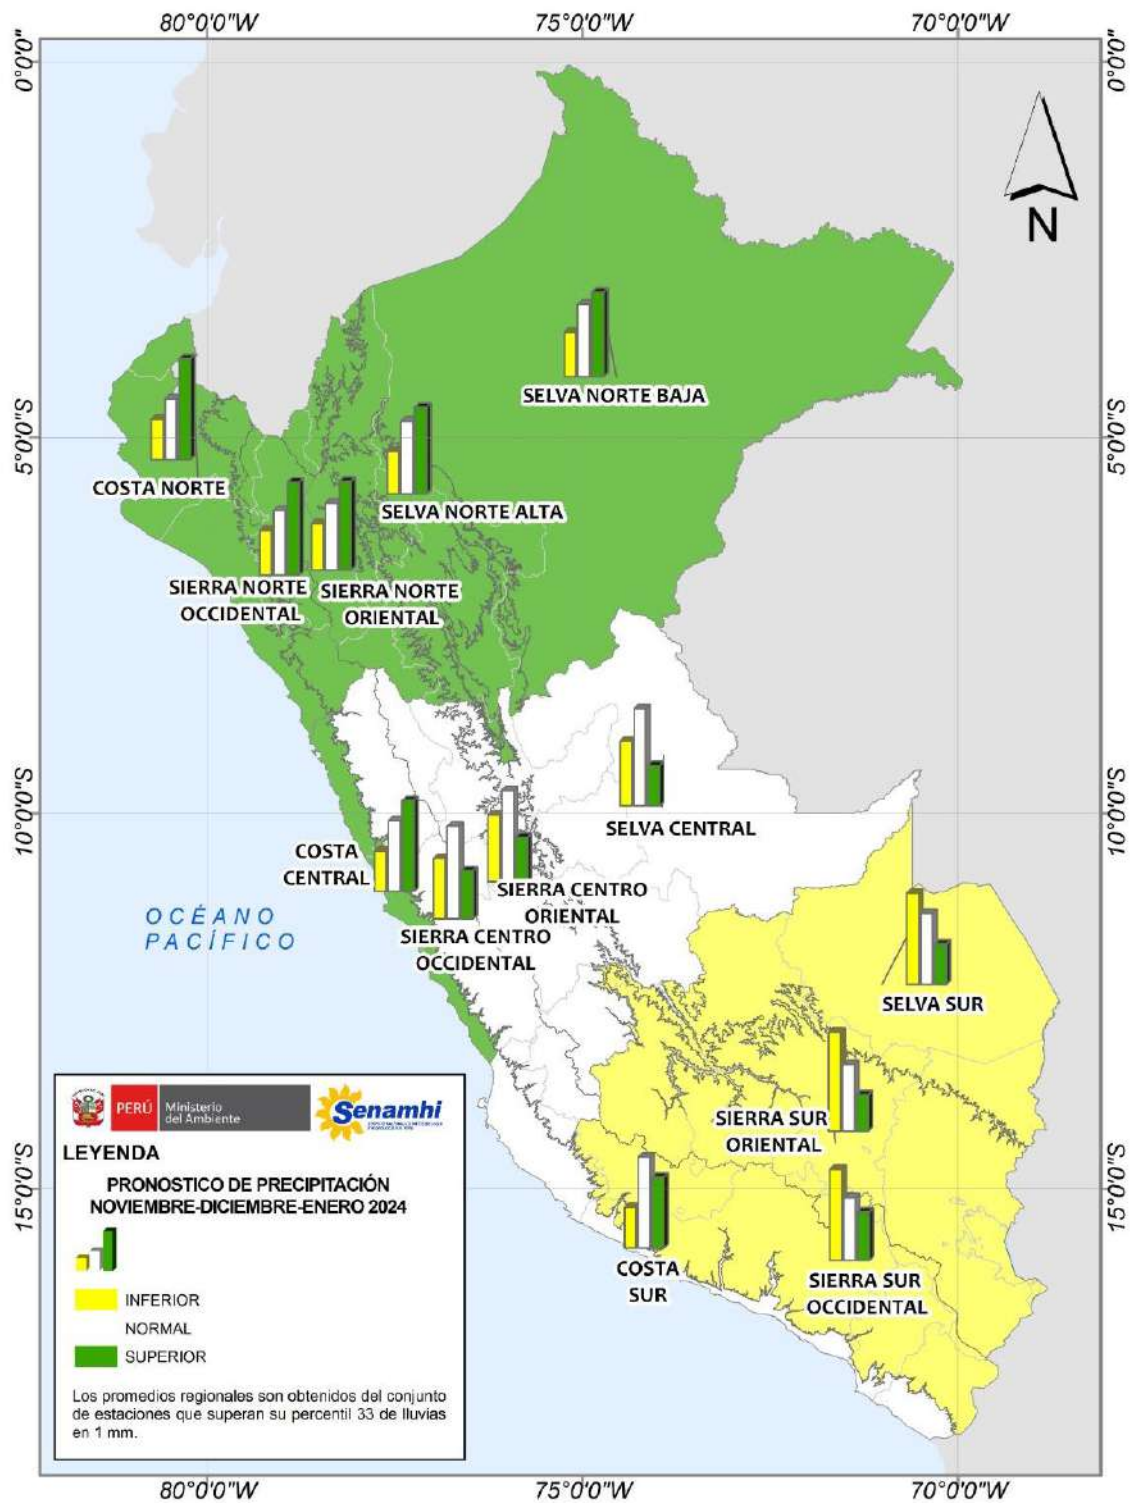 80°0'0"W
75°0'0"W
70°0'0"W
0°0'0"
0°0'0"
N
SELVA NORTE BAJA
5°0'0"S
5°0'0"S
COSTA NORTE
SELVA NORTE ALTA
SIERRA NORTE
OCCIDENTAL
SIERRA NORTE
ORIENTAL
10°0'0"S
10°0'0"S
SELVA CENTRAL
COSTA
CENTRAL
SIERRA CENTRO
ORIENTAL
OCÉANO
PACÍFICO
SIERRA CENTRO
OCCIDENTAL
SELVA SUR
SIERRA SUR
ORIENTAL
15°0'0"S
15°0'0"S
COSTA
SUR
SIERRA SUR
OCCIDENTAL
PERÚ
Ministerio
del Ambiente
Senamhi
LEYENDA
PRONOSTICO DE PRECIPITACIÓN
NOVIEMBRE-DICIEMBRE-ENERO 2024
INFERIOR
NORMAL
SUPERIOR
Los promedios regionales son obtenidos del conjunto
de estaciones que superan su percentil 33 de lluvias
en 1 mm.
80°0'0"W
75°0'0"W
70°0'0"W